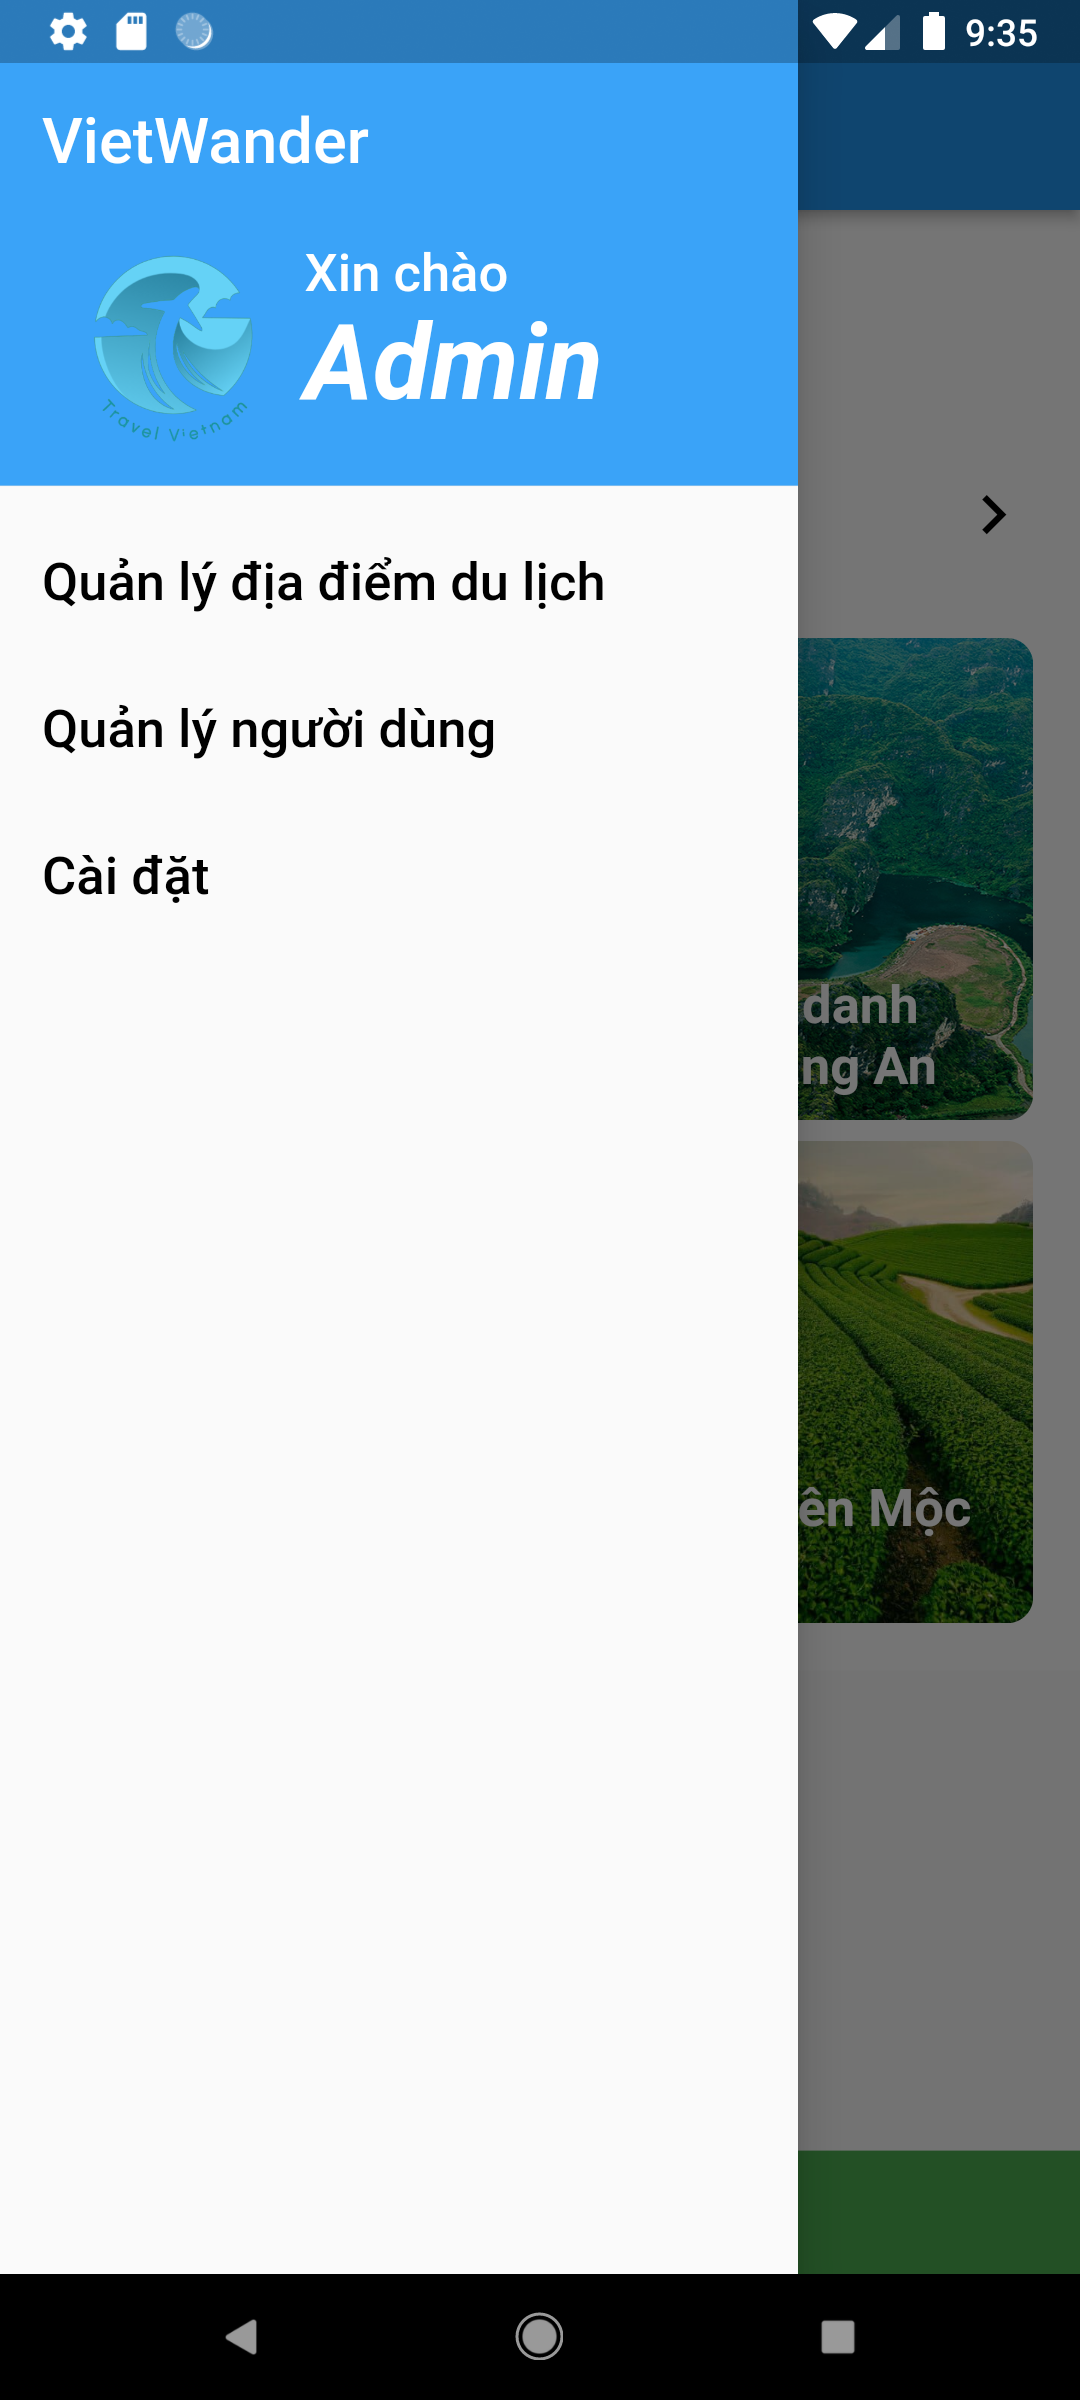 9:35
VietWander
Xin chào
Admin
Travel Vietnam
Quản lý địa điểm du lịch
Quản lý người dùng
Cài đặt
danh
ng An
ên Mộc